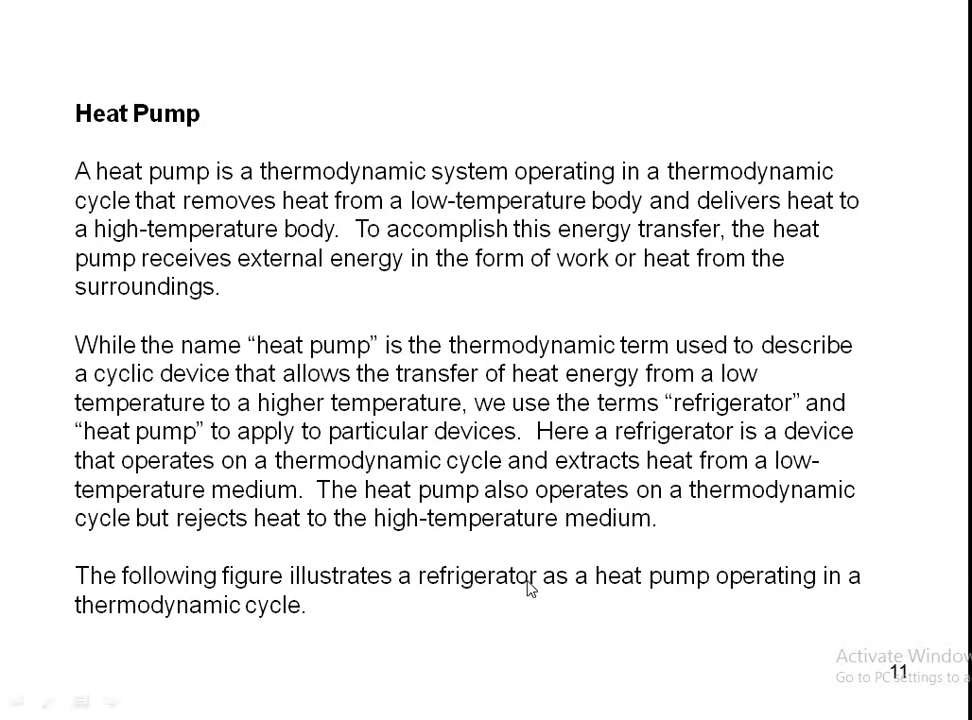 Heat Pump
A heat pump is a thermodynamic system operating in a thermodynamic
cycle that removes heat from a low-temperature body and delivers heat to
a high-temperature body. To accomplish this energy transfer, the heat
pump receives external energy in the form of work or heat from the
surroundings.
While the name “heat pump” is the thermodynamic term used to describe
a cyclic device that allows the transfer of heat energy from a low
temperature to a higher temperature, we use the terms “refrigerator” and
“heat pump” to apply to particular devices. Here a refrigerator is a device
that operates on a thermodynamic cycle and extracts heat from a low-
temperature medium. The heat pump also operates on a thermodynamic
cycle but rejects heat to the high-temperature medium.
The following figure illustrates a refrigerator as a heat pump operating in a
thermodynamic cycle.
Activate Window
11
Go to PC settings to a